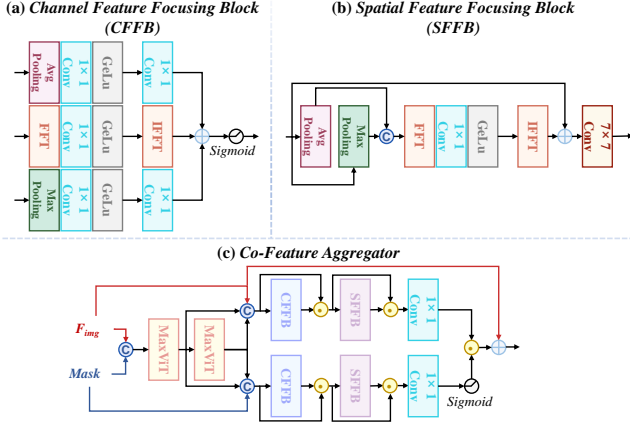 (a) Channel Feature Focusing Block
(CFFB)
Avg Pooling
1×1 Conv
GeLu
1×1 Conv
FFT
1×1 Conv
GeLu
IFFT
Sigmoid
Max Pooling
1×1 Conv
GeLu
1×1 Conv
(b) Spatial Feature Focusing Block
(SFFB)
Avg Pooling
Max Pooling
C
FFT
1×1 Conv
GeLu
IFFT
7×7 Conv
(c) Co-Feature Aggregator
F_img
Mask
C
MaxViT
MaxViT
C
CFFB
SFFB
1×1 Conv
C
CFFB
SFFB
1×1 Conv
Sigmoid